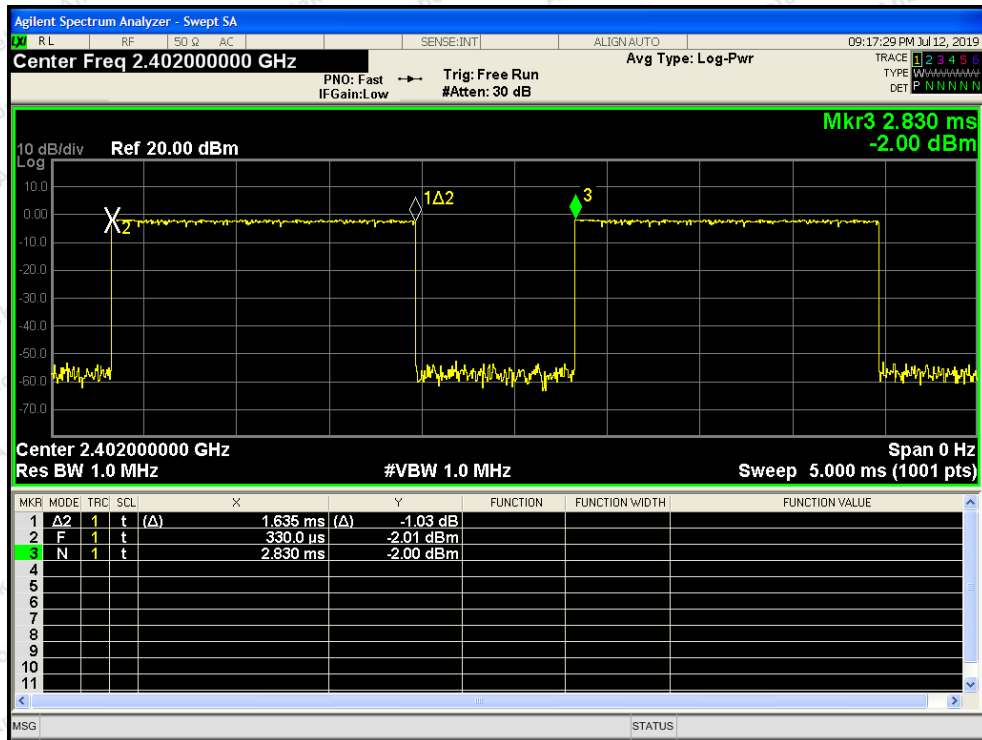 Agilent Spectrum Analyzer - Swept SA
LXI RL RF 50 Ω AC SENSE:INT ALIGN AUTO 09:17:29 PM Jul 12, 2019
Center Freq 2.402000000 GHz Avg Type: Log-Pwr TRACE 1 2 3 4 5 6
PNO: Fast Trig: Free Run TYPE WWWWWW
IFGain:Low #Atten: 30 dB DET P N N N N N
Mkr3 2.830 ms
10 dB/div Ref 20.00 dBm -2.00 dBm
Log
10.0
1Δ2 3
0.00
2
-10.0
-20.0
-30.0
-40.0
-50.0
-60.0
-70.0
Center 2.402000000 GHz Span 0 Hz
Res BW 1.0 MHz #VBW 1.0 MHz Sweep 5.000 ms (1001 pts)
MKR MODE TRC SCL X Y FUNCTION FUNCTION WIDTH FUNCTION VALUE
1 Δ2 1 t (Δ) 1.635 ms (Δ) -1.03 dB
2 F 1 t 330.0 µs -2.01 dBm
3 N 1 t 2.830 ms -2.00 dBm
4
5
6
7
8
9
10
11
MSG STATUS